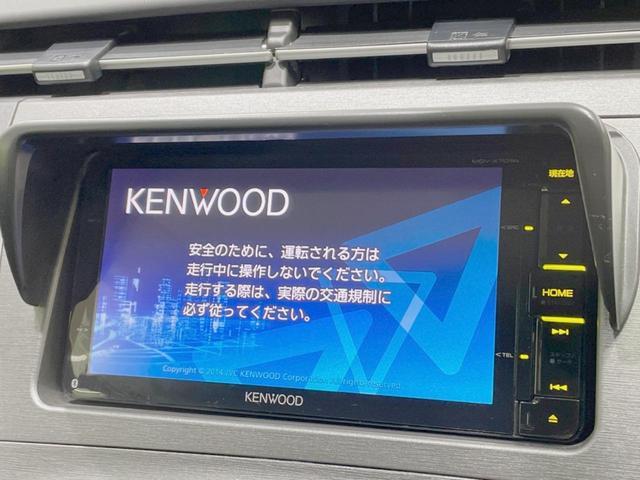 現在地
KENWOOD
安全のために、運転される方は
走行中に操作しないでください。
走行する際は、実際の交通規制に
必ず従ってください。
HOME
TEL
Copyright © 2014 JVC KENWOOD Corporation All rights Reserved.
KENWOOD